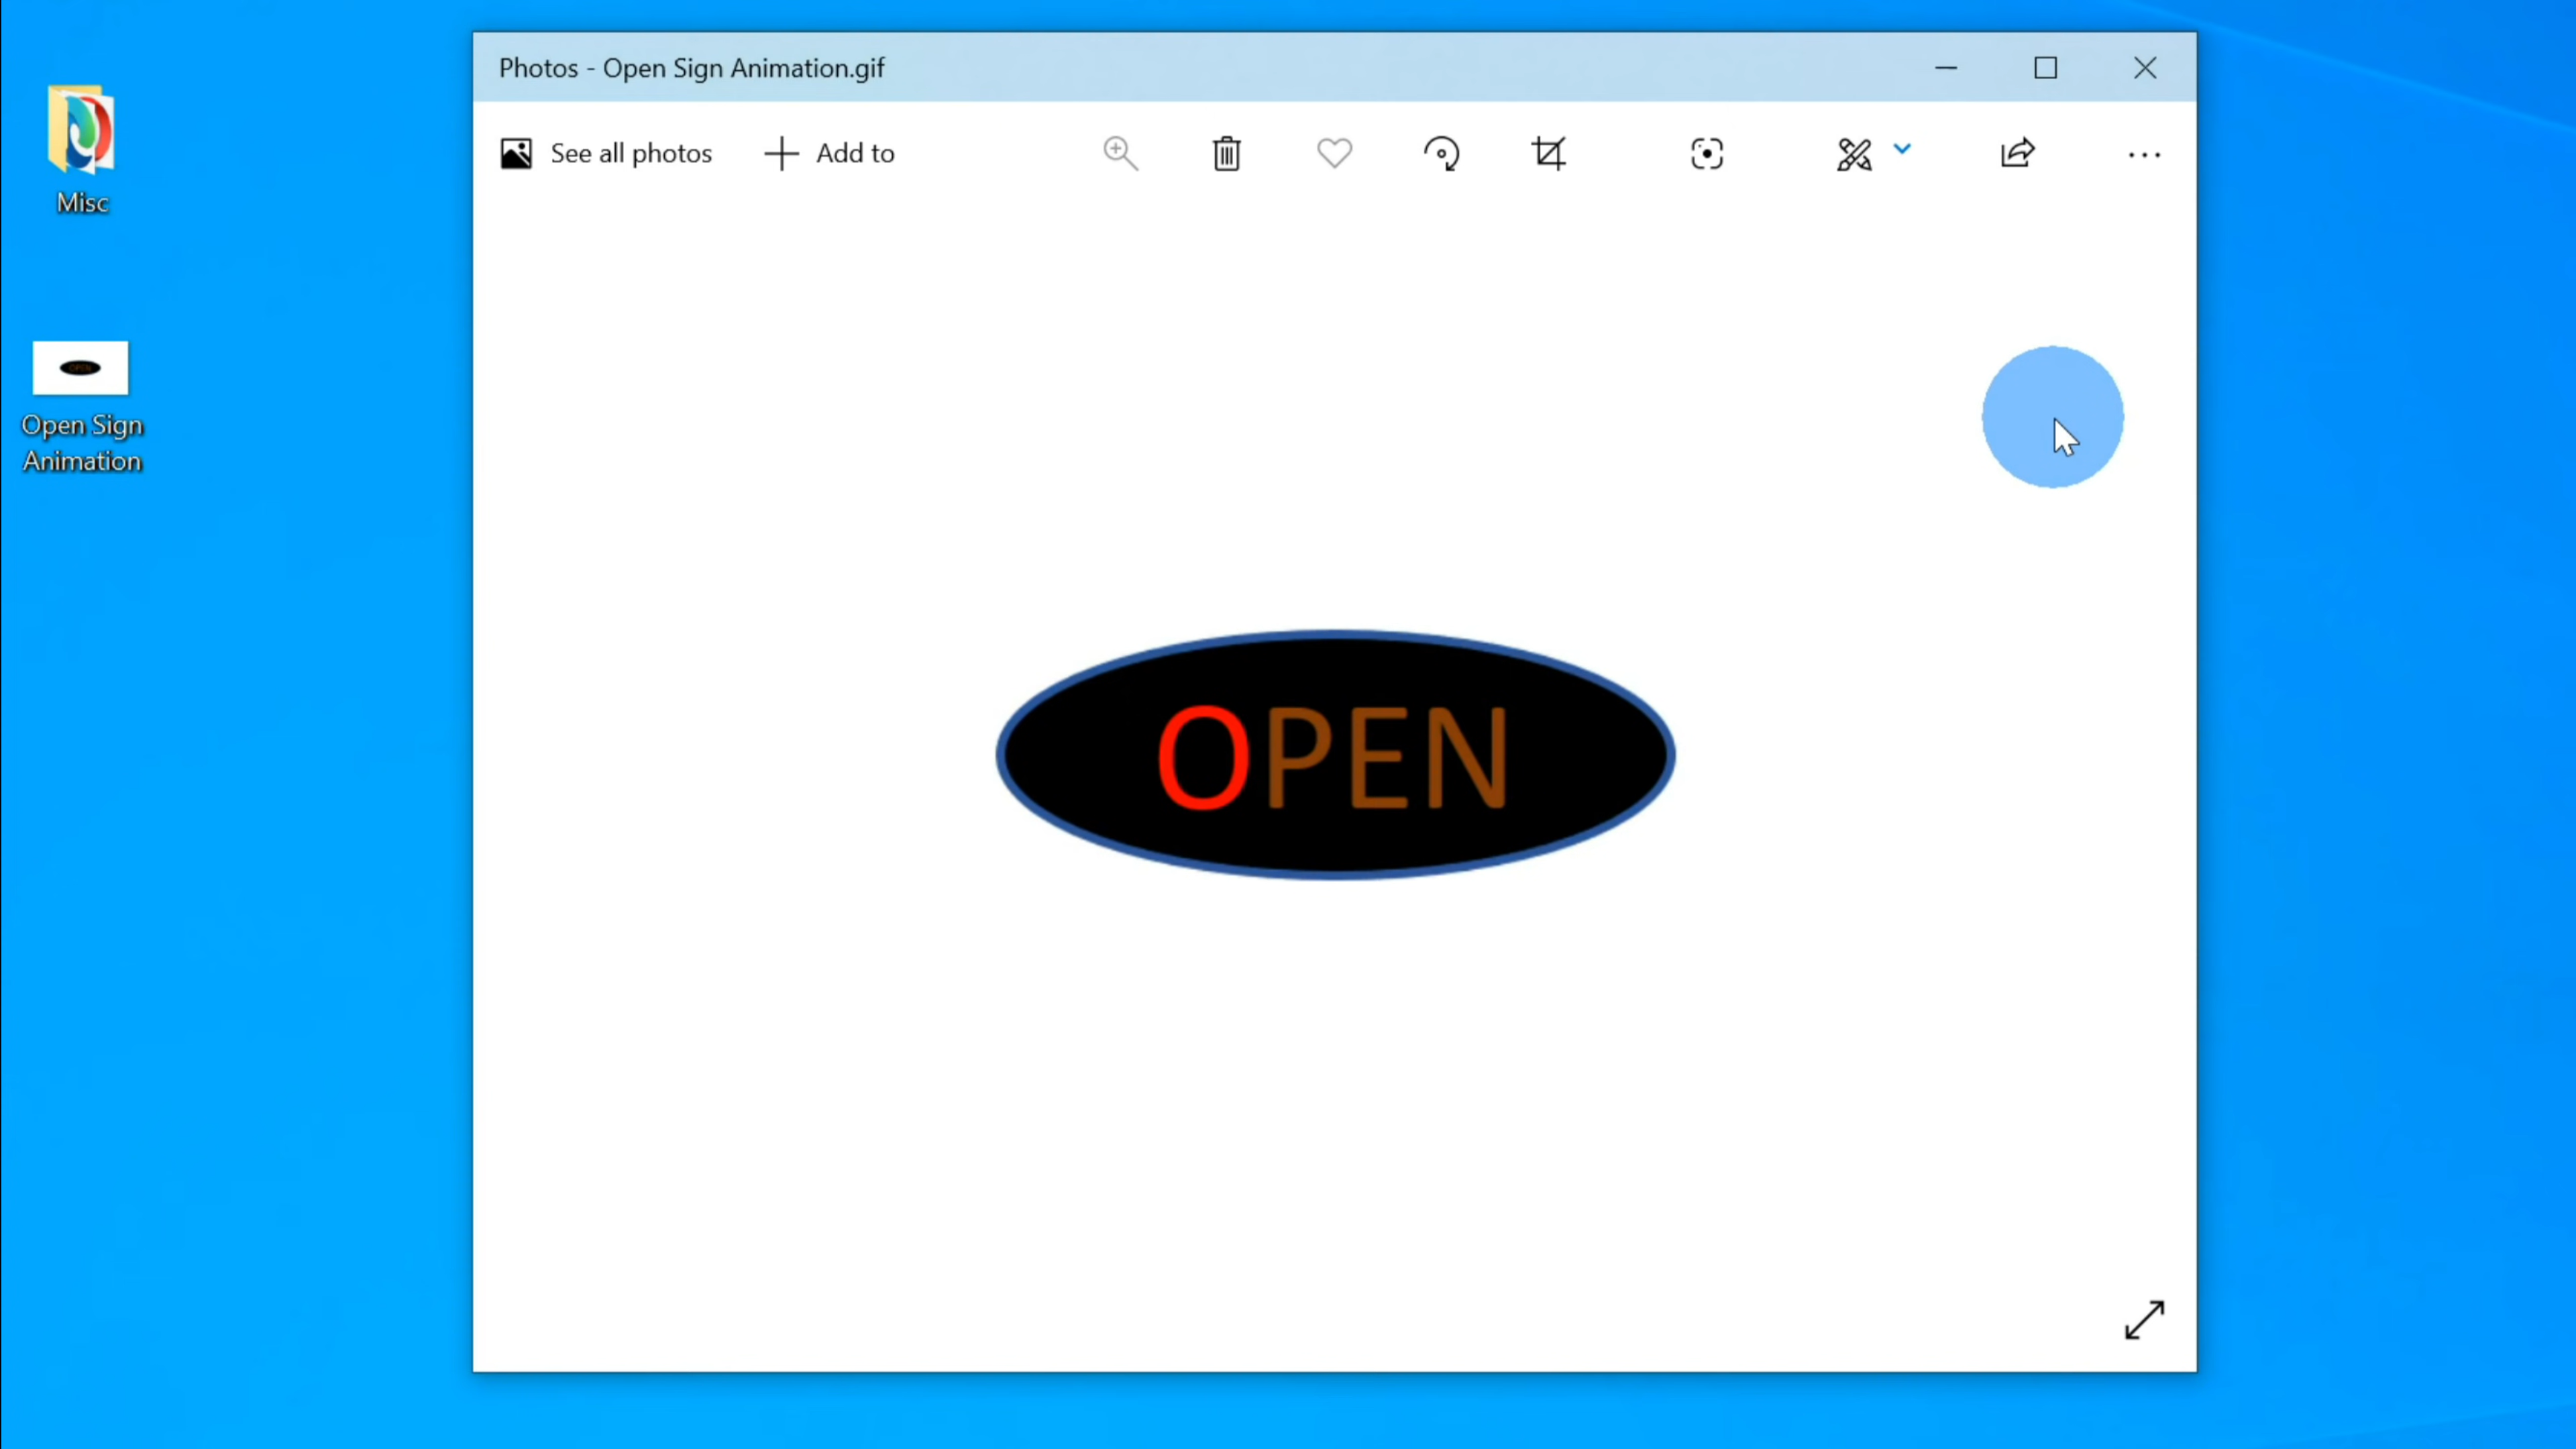 Photos - Open Sign Animation.gif
See all photos
Add to
Misc
Open Sign
Animation
OPEN